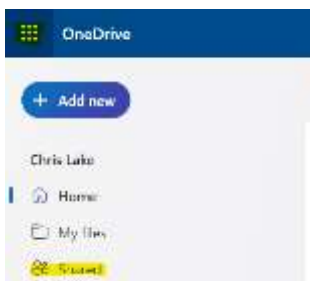 OneDrive
+ Add new
Chris Lake
Home
My files
Shared